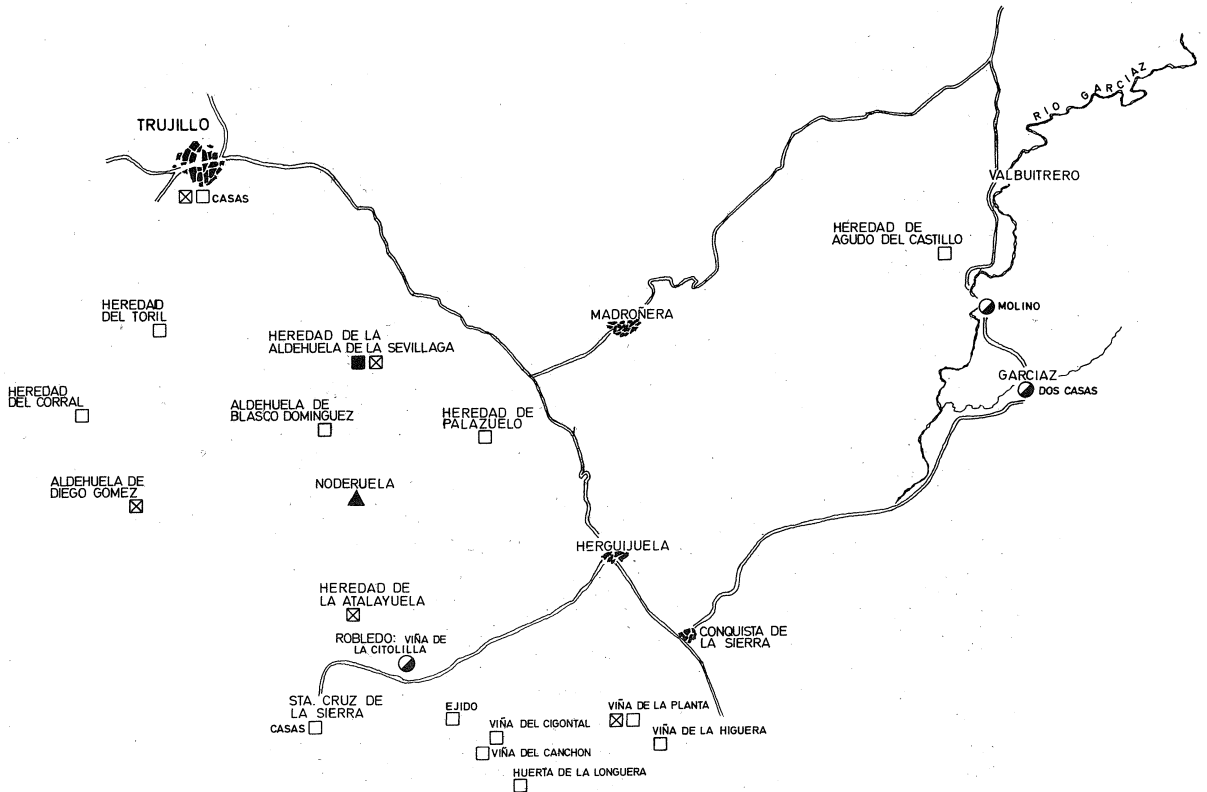 RIO GARCIAZ
TRUJILLO
CASAS
VALBUITRERO
HEREDAD DE
AGUDO DEL CASTILLO
HEREDAD
DEL TORIL
MOLINO
MADROÑERA
HEREDAD DE LA
ALDEHUELA DE LA SEVILLAGA
GARCIAZ
DOS CASAS
HEREDAD
DEL CORRAL
ALDEHUELA DE
BLASCO DOMINGUEZ
HEREDAD DE
PALAZUELO
ALDEHUELA DE
DIEGO GOMEZ
NODERUELA
HERGUIJUELA
HEREDAD DE
LA ATALAYUELA
CONQUISTA DE
LA SIERRA
ROBLEDO: VIÑA DE
LA CITOLILLA
STA. CRUZ DE
LA SIERRA
CASAS
EJIDO
VIÑA DE LA PLANTA
VIÑA DEL CIGONTAL
VIÑA DE LA HIGUERA
VIÑA DEL CANCHON
HUERTA DE LA LONGUERA